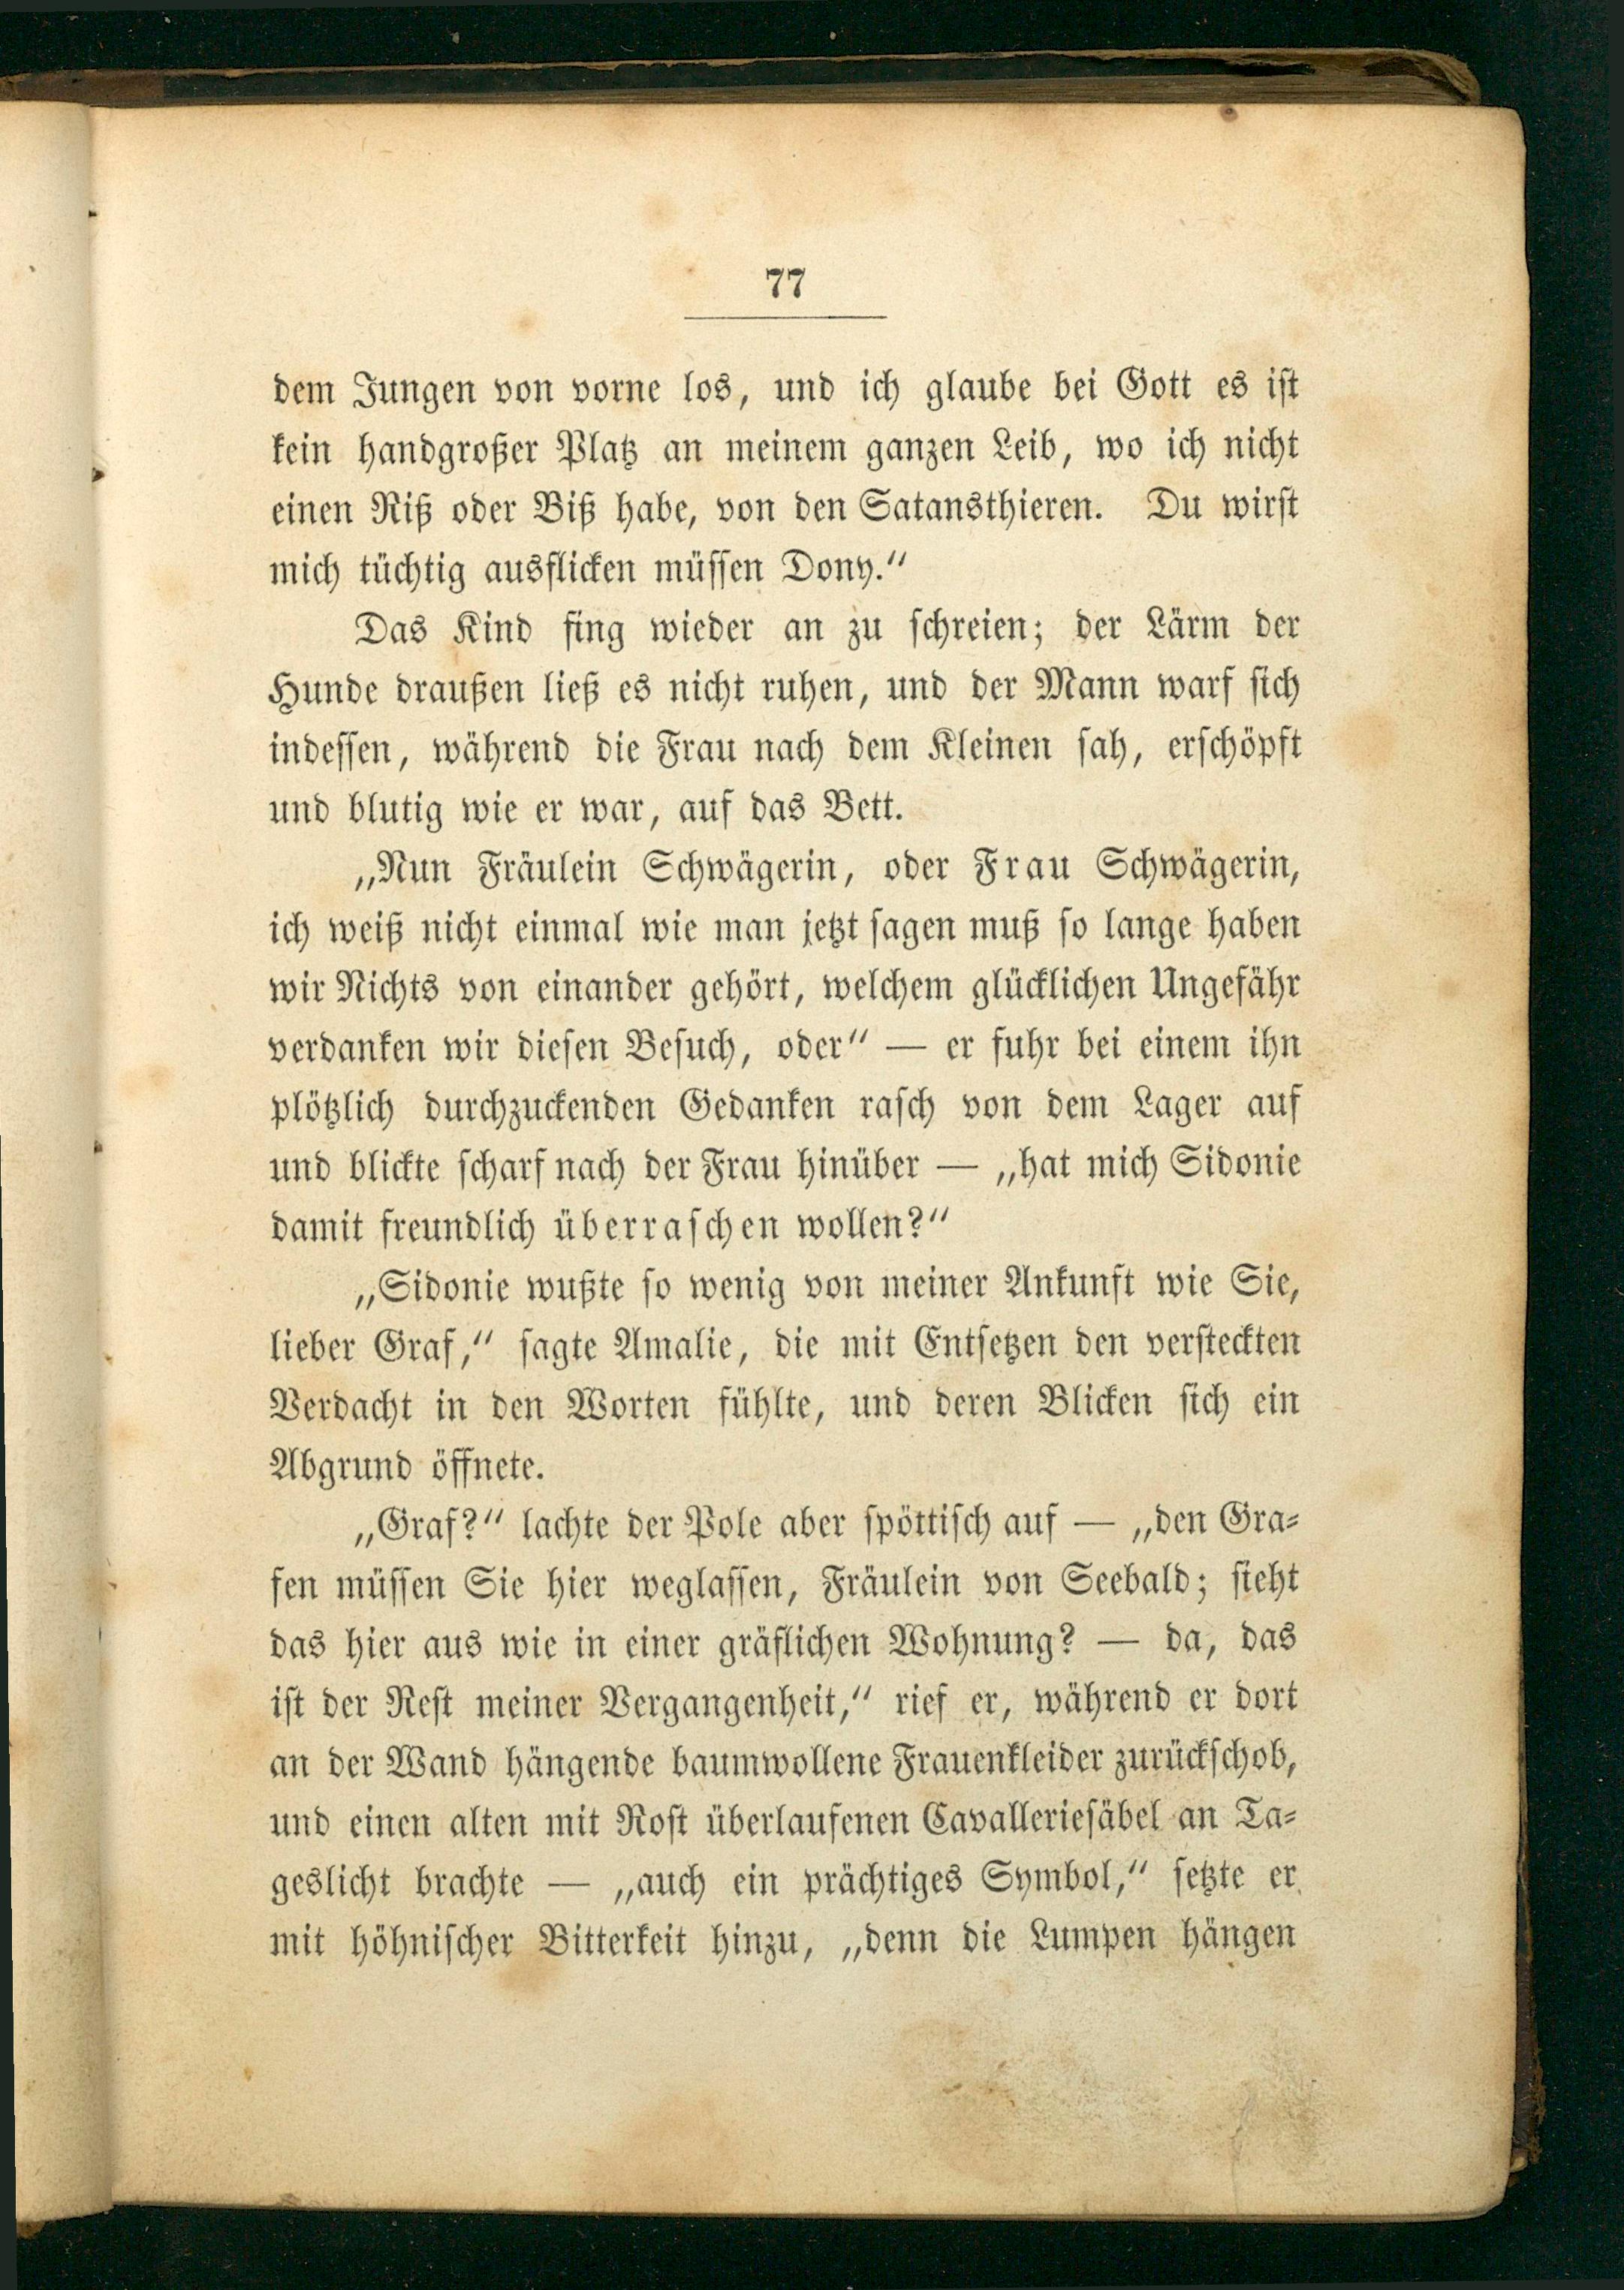 77
dem Jungen von vorne los, und ich glaube bei Gott es ist
kein handgroßer Platz an meinem ganzen Leib, wo ich nicht
einen Riß oder Biß habe, von den Satansthieren. Du wirst
mich tüchtig ausflicken müssen Dony.“
Das Kind fing wieder an zu schreien; der Lärm der
Hunde draußen ließ es nicht ruhen, und der Mann warf sich
indessen, während die Frau nach dem Kleinen sah, erschöpft
und blutig wie er war, auf das Bett.
„Nun Fräulein Schwägerin, oder Frau Schwägerin,
ich weiß nicht einmal wie man jetzt sagen muß so lange haben
wir Nichts von einander gehört, welchem glücklichen Ungefähr
verdanken wir diesen Besuch, oder“ — er fuhr bei einem ihn
plötzlich durchzuckenden Gedanken rasch von dem Lager auf
und blickte scharf nach der Frau hinüber — „hat mich Sidonie
damit freundlich überraschen wollen?“
„Sidonie wußte so wenig von meiner Ankunft wie Sie,
lieber Graf,“ sagte Amalie, die mit Entsetzen den versteckten
Verdacht in den Worten fühlte, und deren Blicken sich ein
Abgrund öffnete.
„Graf?“ lachte der Pole aber spöttisch auf — „den Gra-
fen müssen Sie hier weglassen, Fräulein von Seebald; sieht
das hier aus wie in einer gräflichen Wohnung? — da, das
ist der Rest meiner Vergangenheit,“ rief er, während er dort
an der Wand hängende baumwollene Frauenkleider zurückschob,
und einen alten mit Rost überlaufenen Cavalleriesäbel an Ta-
geslicht brachte — „auch ein prächtiges Symbol,“ setzte er
mit höhnischer Bitterkeit hinzu, „denn die Lumpen hängen